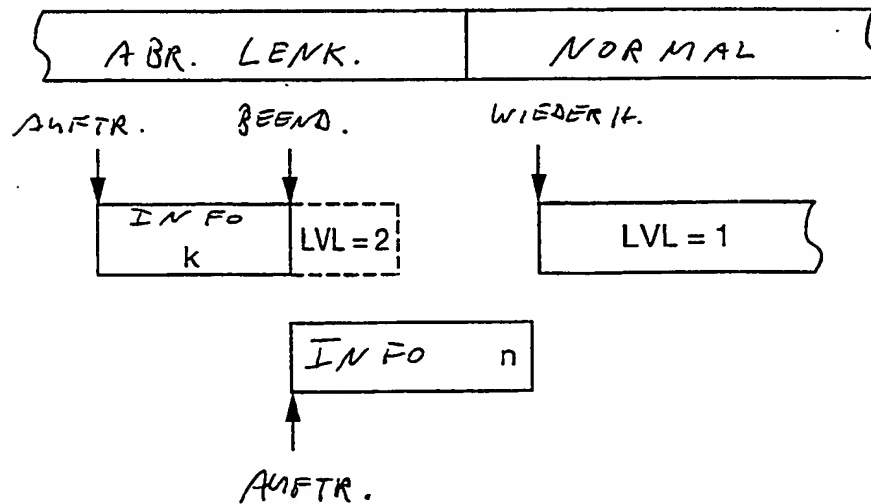 ABR. LENK. NORMAL
AUFTR. BEEND. WIEDERH.
INFO
k LVL = 2 LVL = 1
INFO n
AUFTR.